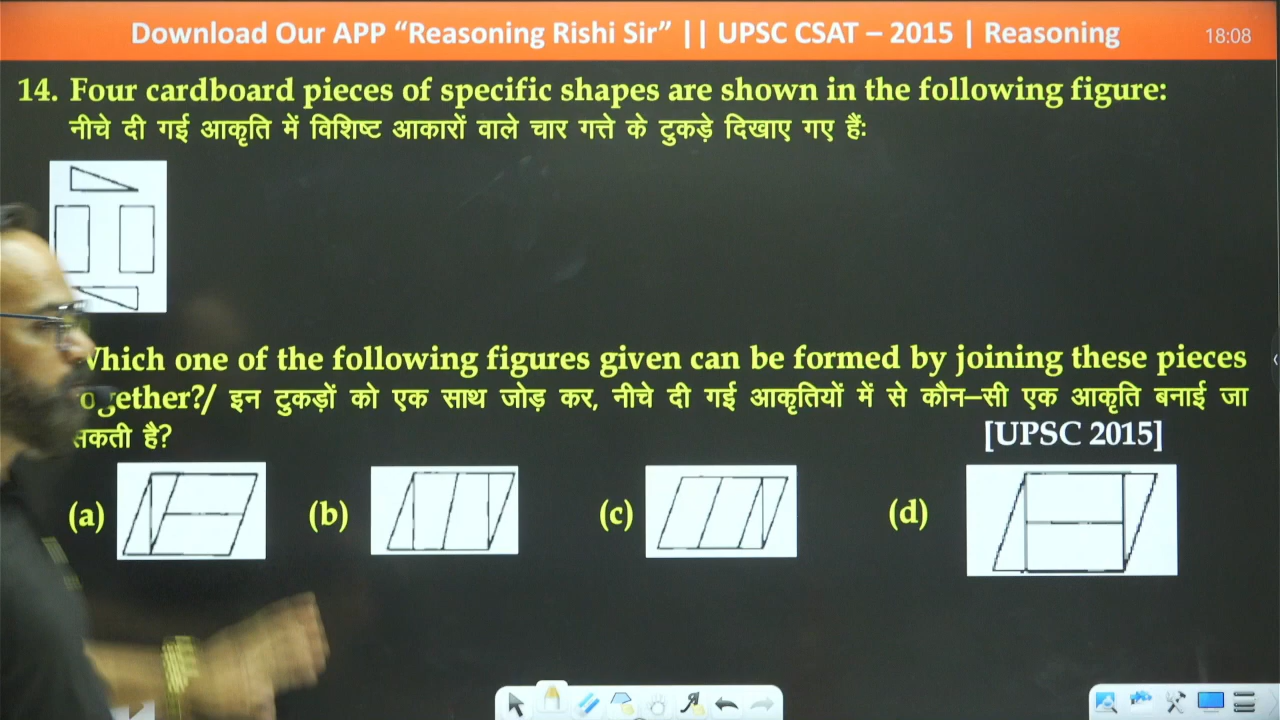 Download Our APP “Reasoning Rishi Sir” || UPSC CSAT – 2015 | Reasoning
18:08
14. Four cardboard pieces of specific shapes are shown in the following figure:
नीचे दी गई आकृति में विशिष्ट आकारों वाले चार गत्ते के टुकड़े दिखाए गए हैं:
Which one of the following figures given can be formed by joining these pieces
together?/ इन टुकड़ों को एक साथ जोड़ कर, नीचे दी गई आकृतियों में से कौन–सी एक आकृति बनाई जा
सकती है?
[UPSC 2015]
(a) (b) (c) (d)